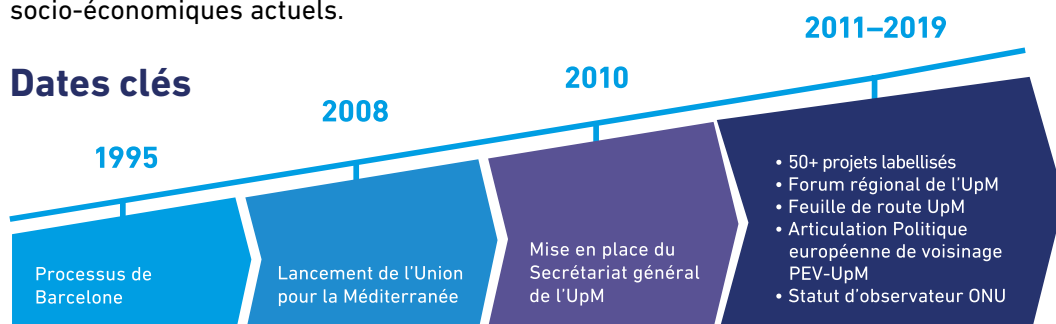 socio-économiques actuels.
Dates clés
1995
Processus de
Barcelone
2008
Lancement de l'Union
pour la Méditerranée
2010
Mise en place du
Secrétariat général
de l'UpM
2011–2019
• 50+ projets labellisés
• Forum régional de l'UpM
• Feuille de route UpM
• Articulation Politique
européenne de voisinage
PEV-UpM
• Statut d'observateur ONU